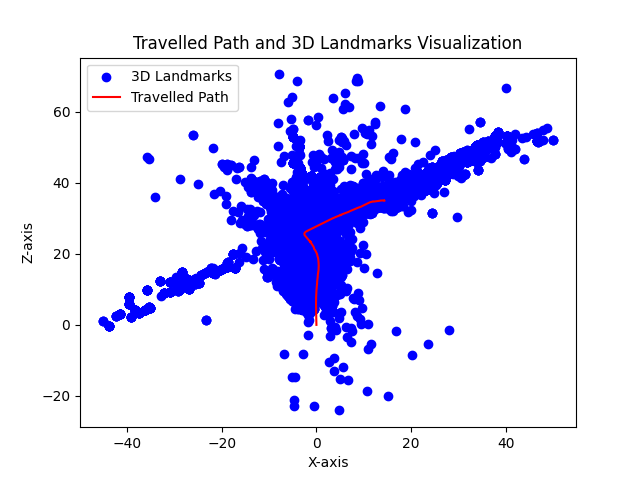 Travelled Path and 3D Landmarks Visualization
3D Landmarks
Travelled Path
60
40
20
0
−20
Z-axis
−40
−20
0
20
40
X-axis